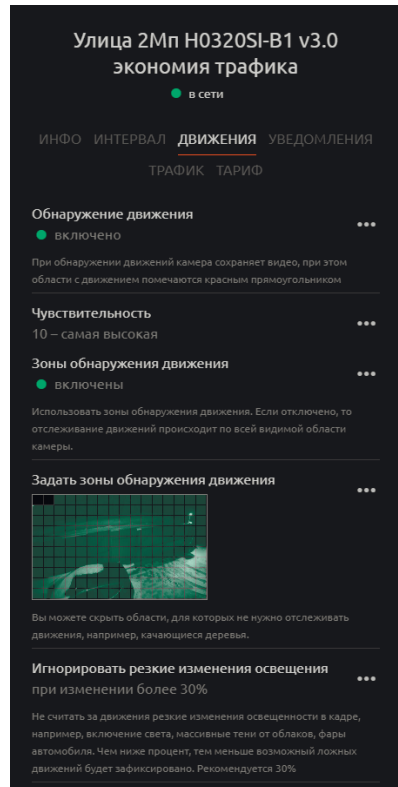 Улица 2Мп H0320SI-B1 v3.0
экономия трафика
в сети
ИНФО ИНТЕРВАЛ ДВИЖЕНИЯ УВЕДОМЛЕНИЯ
ТРАФИК ТАРИФ
Обнаружение движения
включено
При обнаружении движений камера сохраняет видео, при этом
области с движением помечаются красным прямоугольником
Чувствительность
10 – самая высокая
Зоны обнаружения движения
включены
Использовать зоны обнаружения движения. Если отключено, то
отслеживание движений происходит по всей видимой области
камеры.
Задать зоны обнаружения движения
Вы можете скрыть области, для которых не нужно отслеживать
движения, например, качающиеся деревья.
Игнорировать резкие изменения освещения
при изменении более 30%
Не считать за движения резкие изменения освещенности в кадре,
например, включение света, массивные тени от облаков, фары
автомобиля. Чем ниже процент, тем меньше возможный ложных
движений будет зафиксировано. Рекомендуется 30%